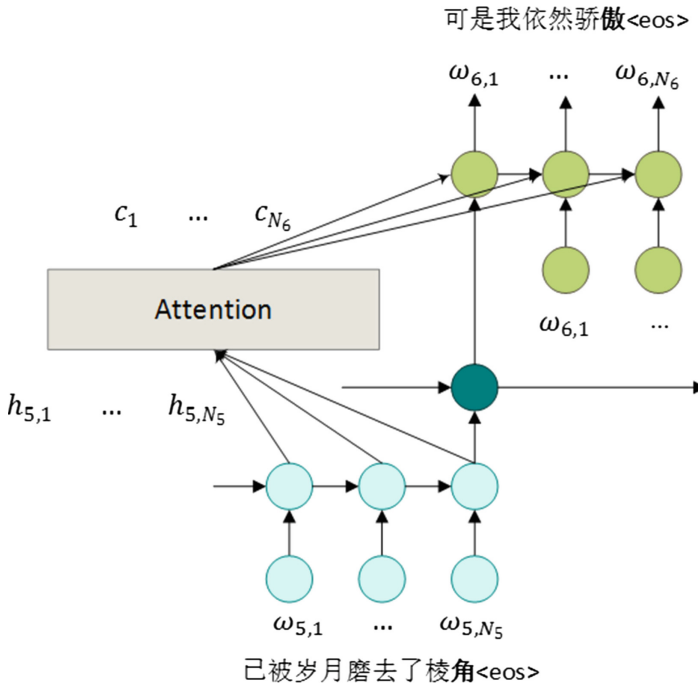 可是我依然骄傲<eos>
ω₆,₁ ... ω₆,N₆
c₁ ... c_N₆
Attention
ω₆,₁ ...
h₅,₁ ... h₅,N₅
ω₅,₁ ... ω₅,N₅
已被岁月磨去了棱角<eos>